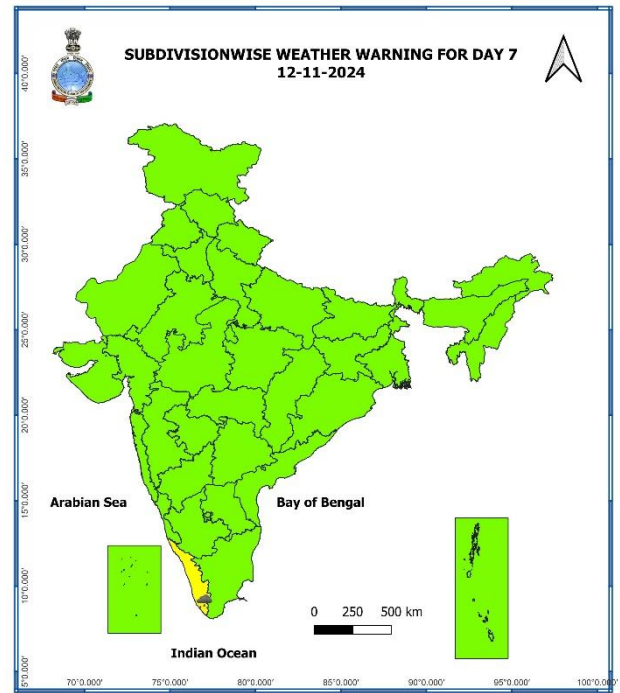 SUBDIVISIONWISE WEATHER WARNING FOR DAY 7
12-11-2024
40°0.000'
35°0.000'
30°0.000'
25°0.000'
20°0.000'
15°0.000'
10°0.000'
5°0.000'
Arabian Sea
Bay of Bengal
0 250 500 km
Indian Ocean
70°0.000' 75°0.000' 80°0.000' 85°0.000' 90°0.000' 95°0.000' 100°0.000'